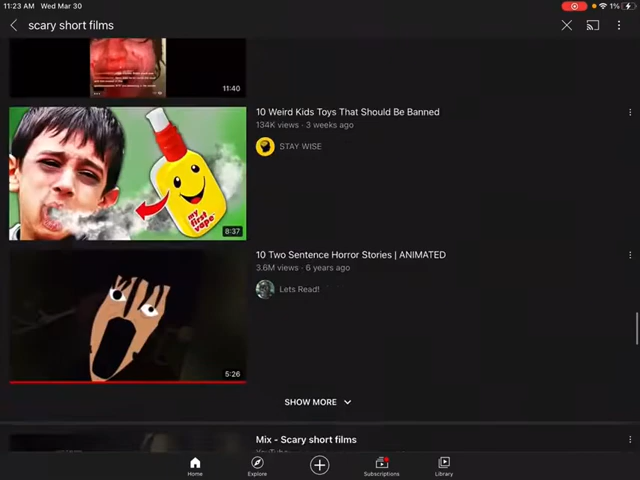 11:23 AM Wed Mar 30
1%
scary short films
11:40
10 Weird Kids Toys That Should Be Banned
134K views · 3 weeks ago
STAY WISE
my
first
vape
8:37
10 Two Sentence Horror Stories | ANIMATED
3.6M views · 6 years ago
Lets Read!
5:26
SHOW MORE
Mix - Scary short films
YouTube
Home
Explore
Subscriptions
Library